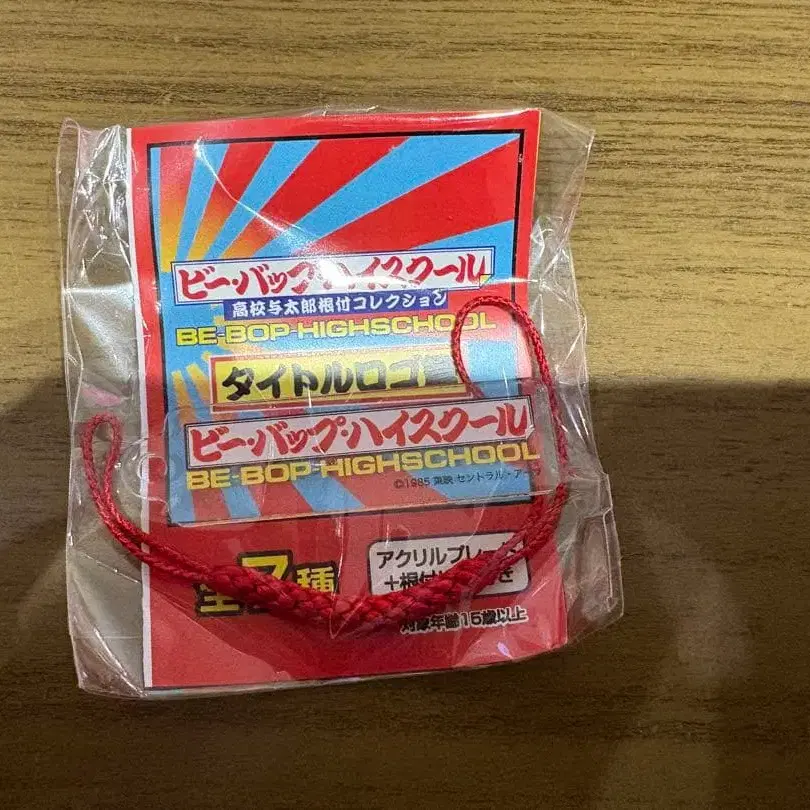 ビー・バップ・ハイスクール
高校与太郎根付コレクション
BE-BOP-HIGHSCHOOL
タイトルロゴ
ビー・バップ・ハイスクール
BE-BOP-HIGHSCHOOL
©1985 東映 セントラル・アーツ
全7種
アクリルプレート
+根付
対象年齢15歳以上